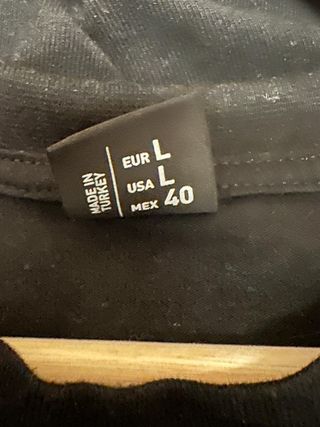 MADE IN
TURKEY
EUR L
USA L
MEX 40